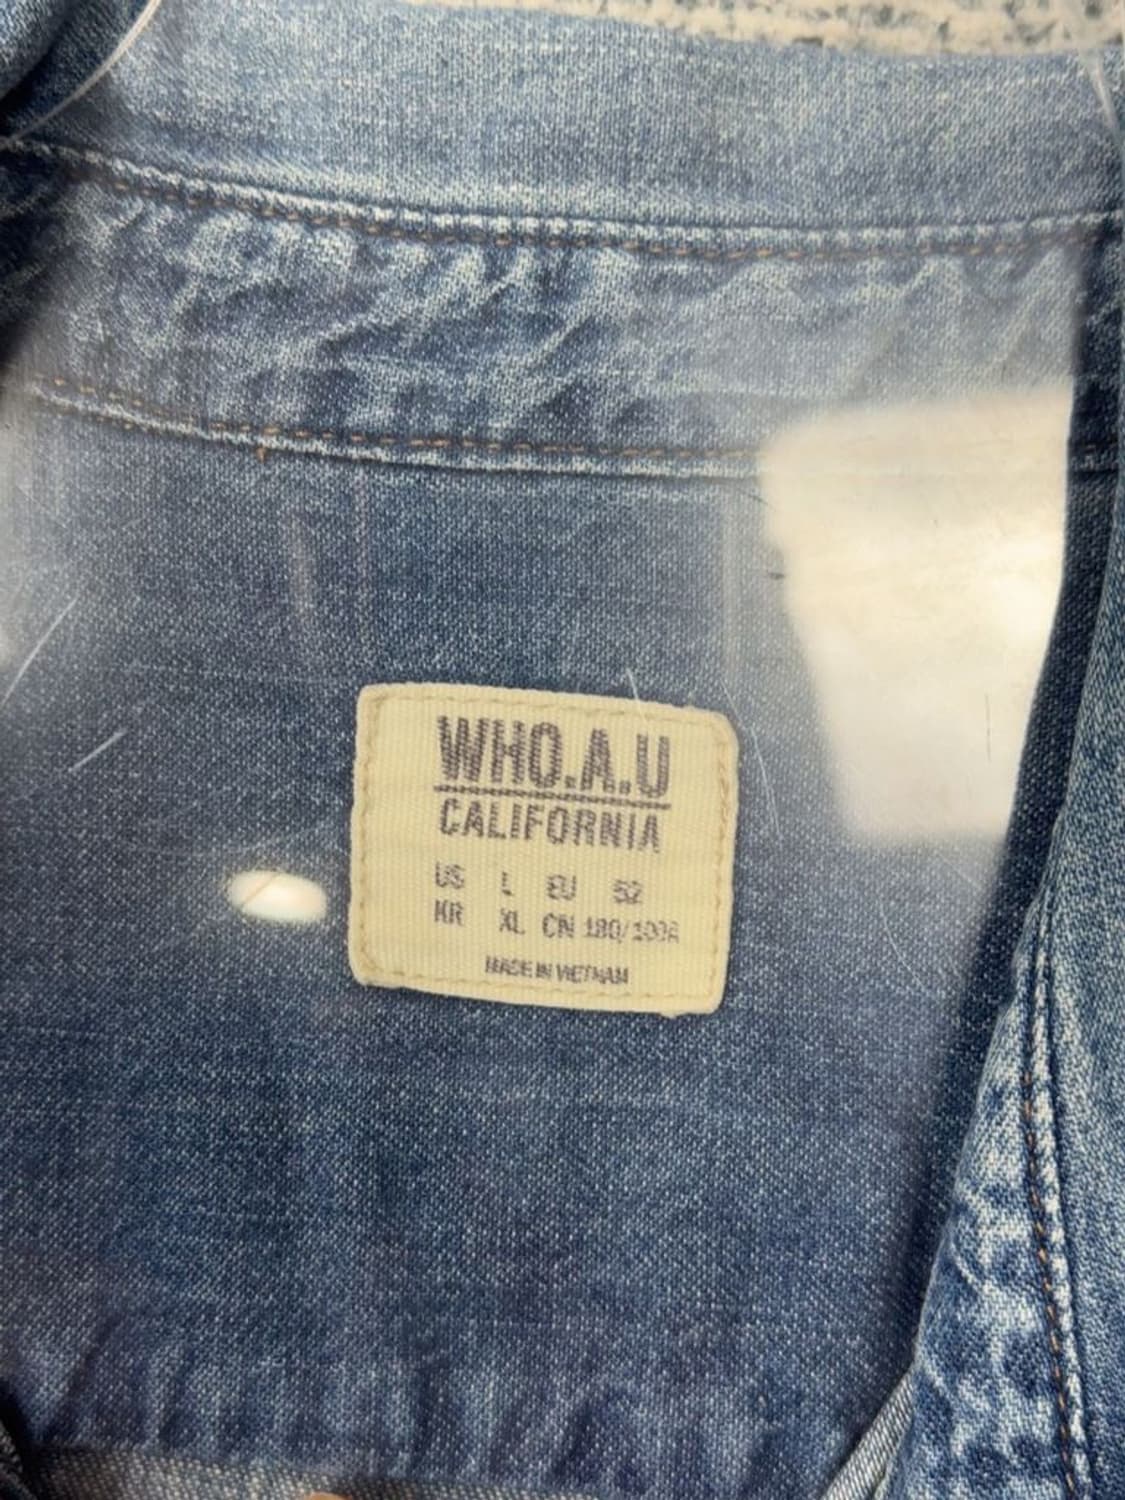 WHO.A.U
CALIFORNIA
US L EU 52
KR XL CN 180/100A
MADE IN VIETNAM